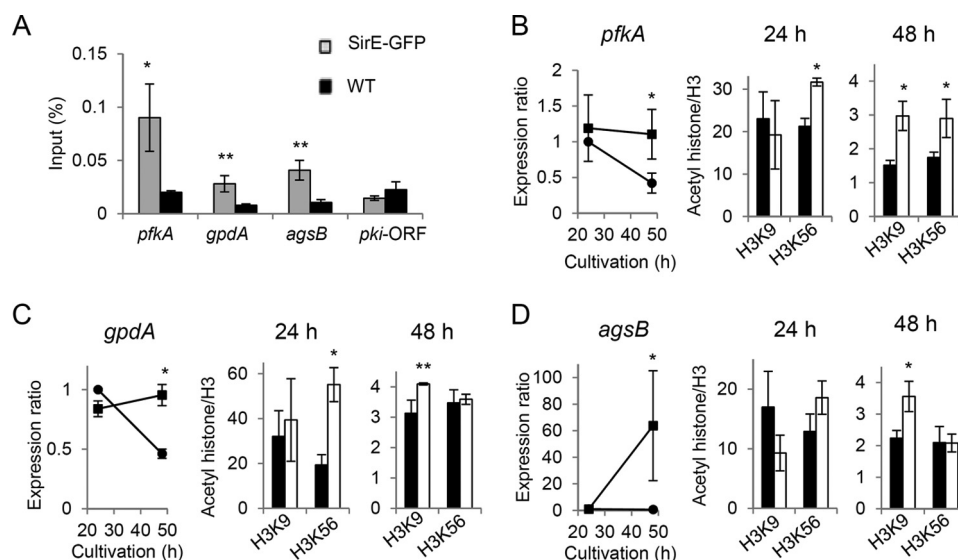 A
SirE-GFP
WT
*
**
**
Input (%)
0.15
0.1
0.05
0
pfkA gpdA agsB pki-ORF
B
pfkA
24 h
48 h
Expression ratio
2
1.5
1
0.5
0
*
20 30 40 50
Cultivation (h)
Acetyl histone/H3
30
20
10
0
*
H3K9 H3K56
4
3
2
1
0
* *
H3K9 H3K56
C
gpdA
24 h
48 h
Expression ratio
1
0.5
0
*
20 30 40 50
Cultivation (h)
Acetyl histone/H3
60
40
20
0
*
H3K9 H3K56
4
3
2
1
0
**
H3K9 H3K56
D
agsB
24 h
48 h
Expression ratio
100
80
60
40
20
0
*
20 30 40 50
Cultivation (h)
Acetyl histone/H3
20
10
0
H3K9 H3K56
4
3
2
1
0
*
H3K9 H3K56